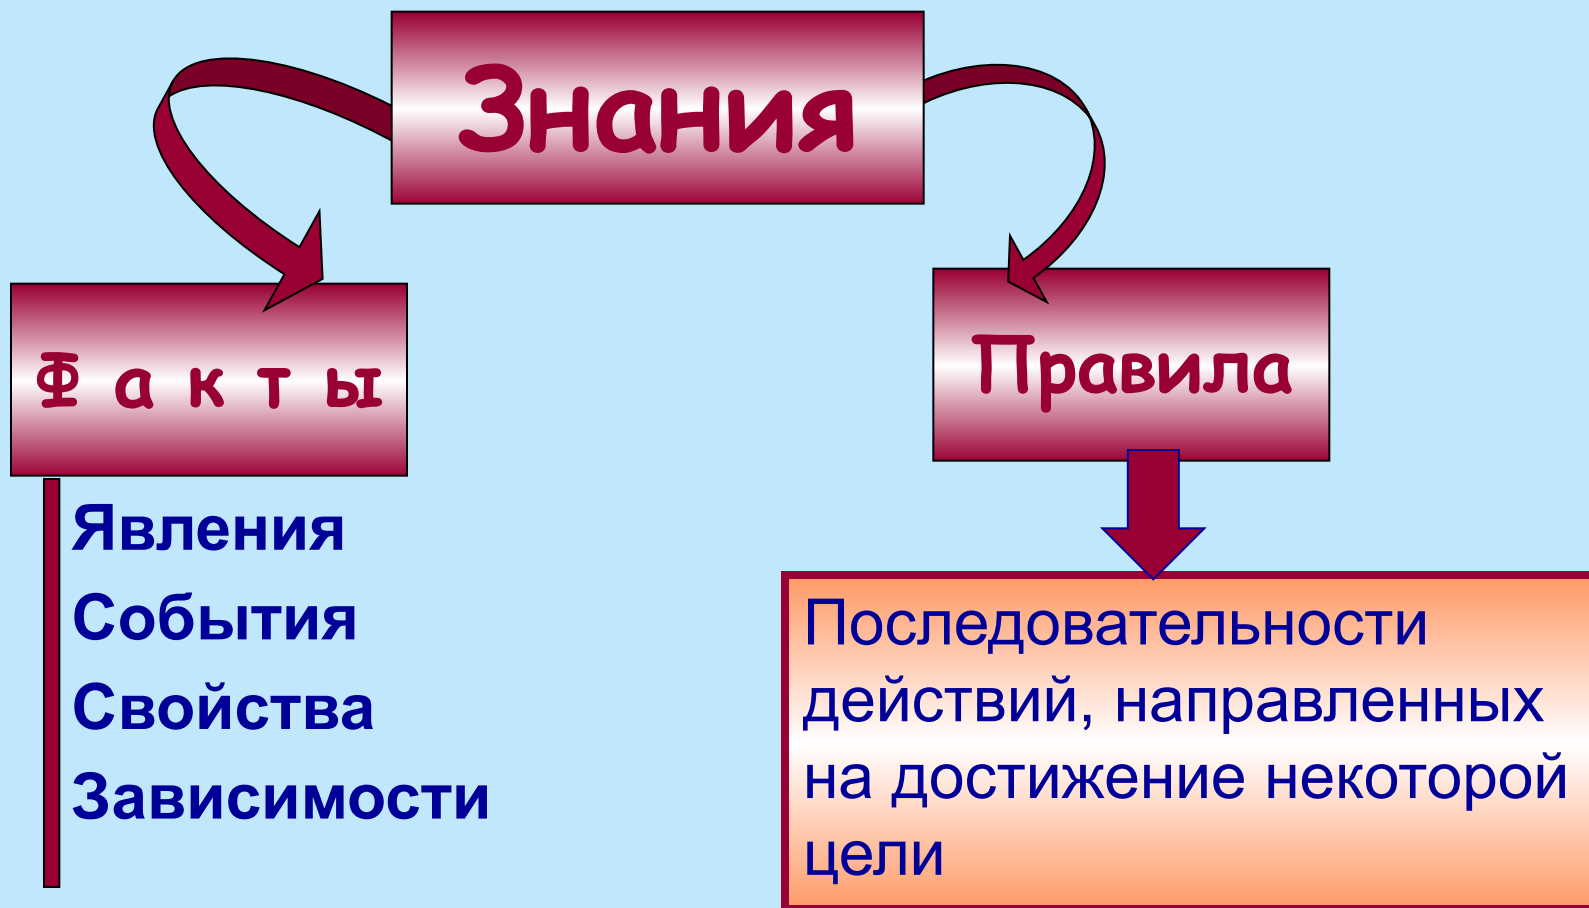 Знания
Ф а к т ы
Правила
Явления
События
Свойства
Зависимости
Последовательности
действий, направленных
на достижение некоторой
цели